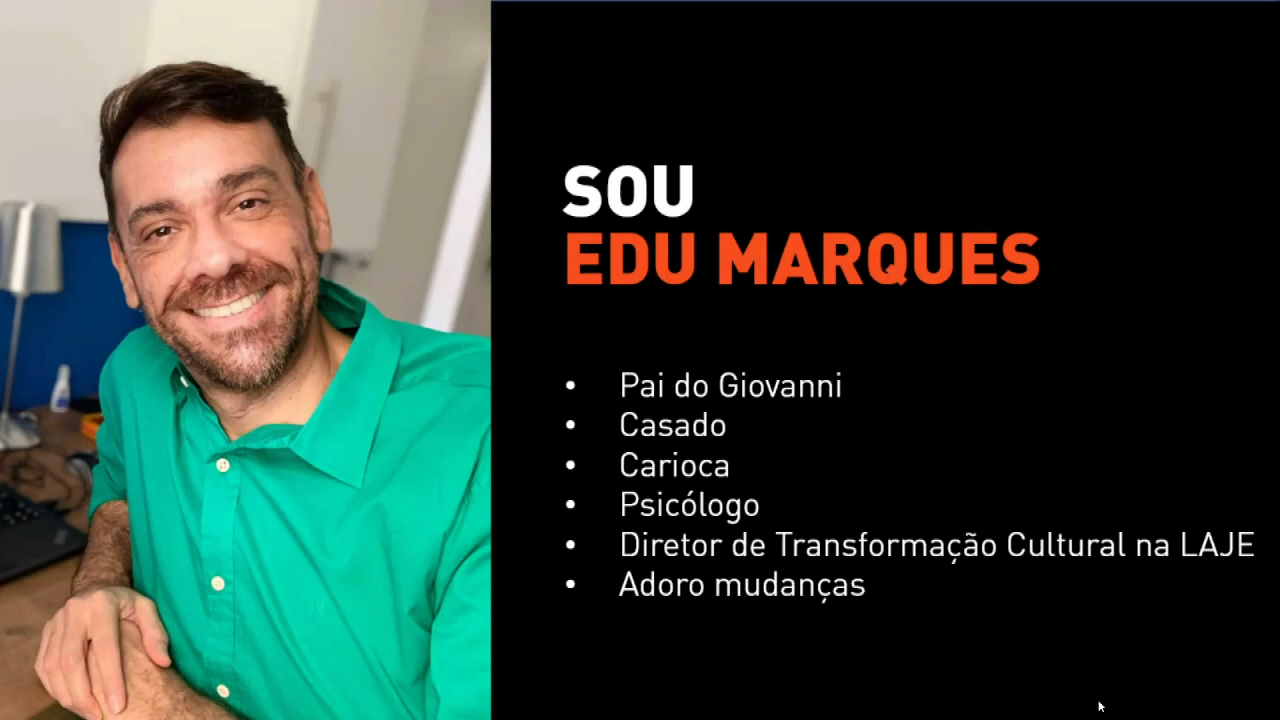 SOU
EDU MARQUES
• Pai do Giovanni
• Casado
• Carioca
• Psicólogo
• Diretor de Transformação Cultural na LAJE
• Adoro mudanças